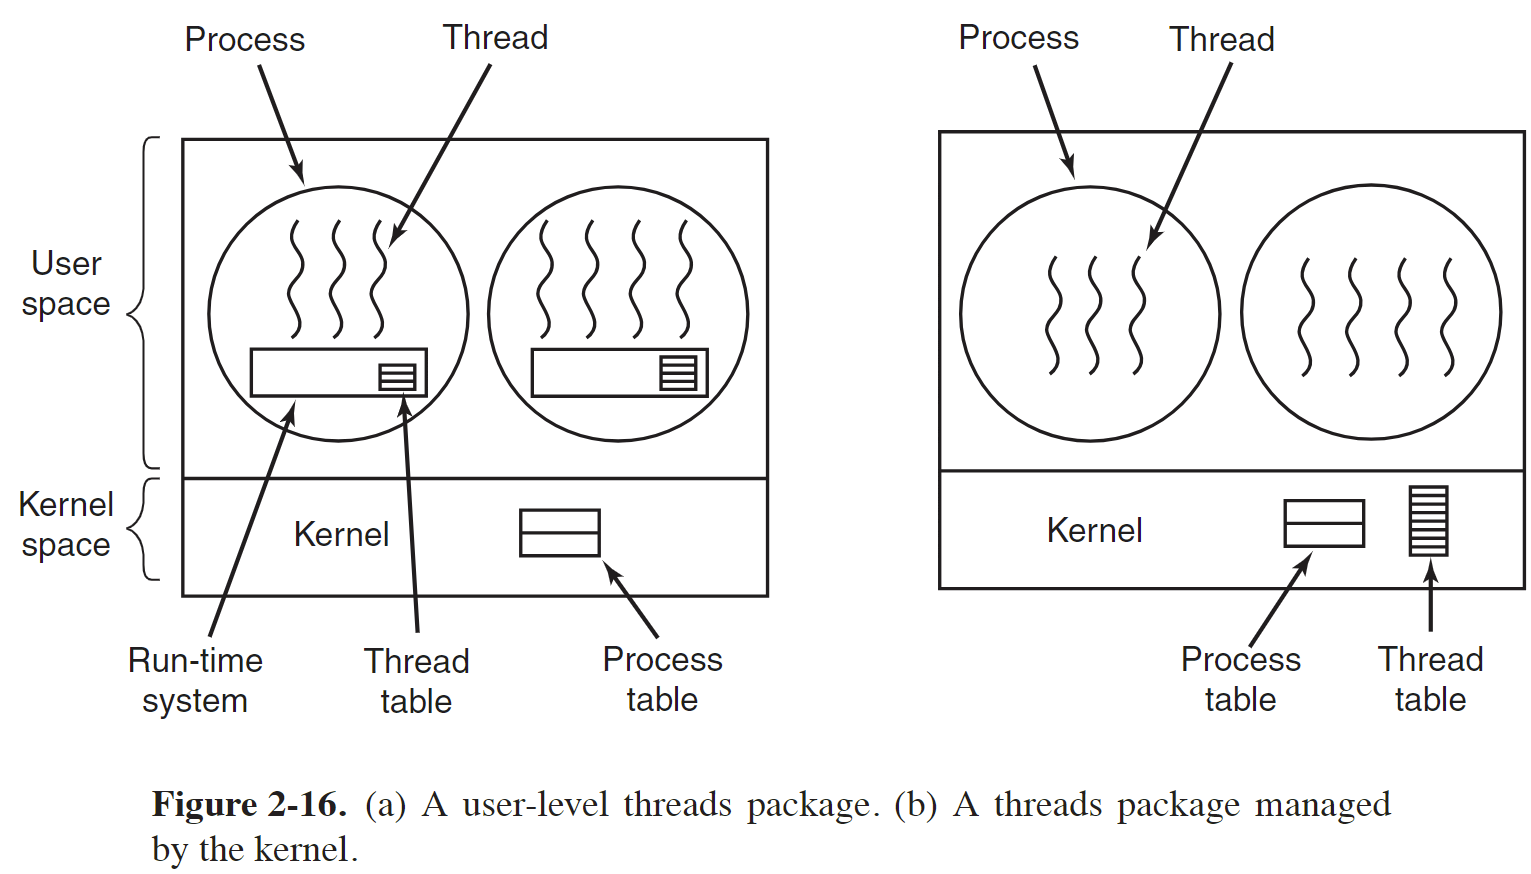 Process
Thread
Process
Thread
User
space
Kernel
space
Kernel
Kernel
Run-time
system
Thread
table
Process
table
Process
table
Thread
table
Figure 2-16. (a) A user-level threads package. (b) A threads package managed
by the kernel.